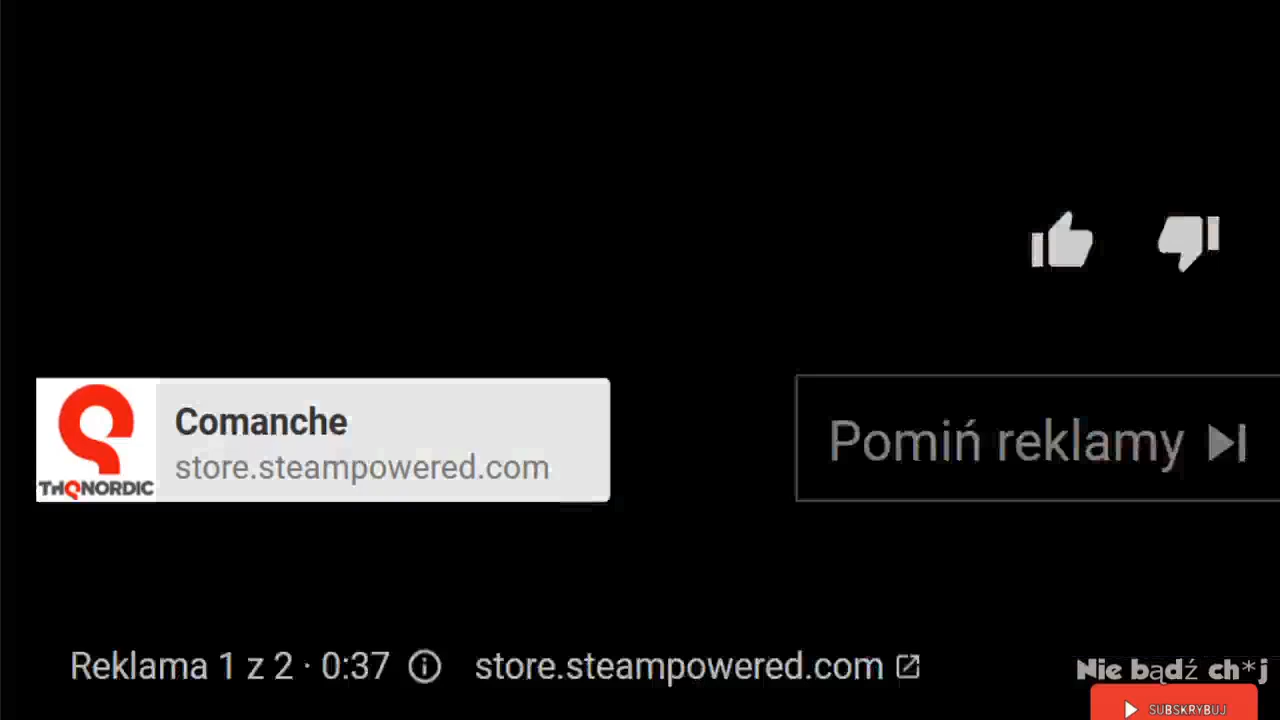 Comanche
store.steampowered.com
THQNORDIC
Pomiń reklamy
Reklama 1 z 2 · 0:37
store.steampowered.com
Nie bądź ch*j
SUBSKRYBUJ